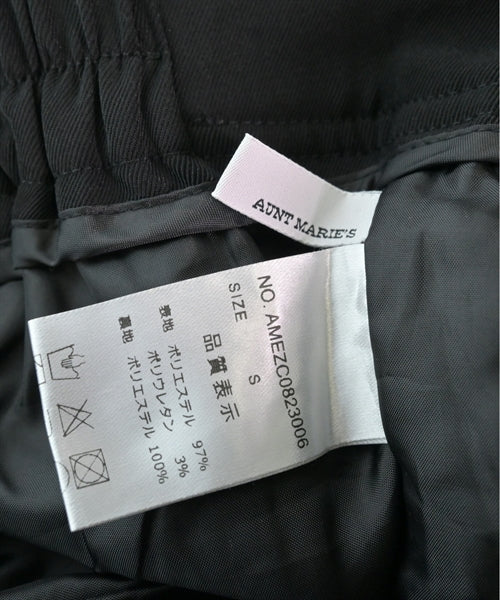 AUNT MARIE'S
NO. AMEZC0823006
SIZE S
品質表示
表地 ポリエステル 97%
ポリウレタン 3%
裏地 ポリエステル 100%